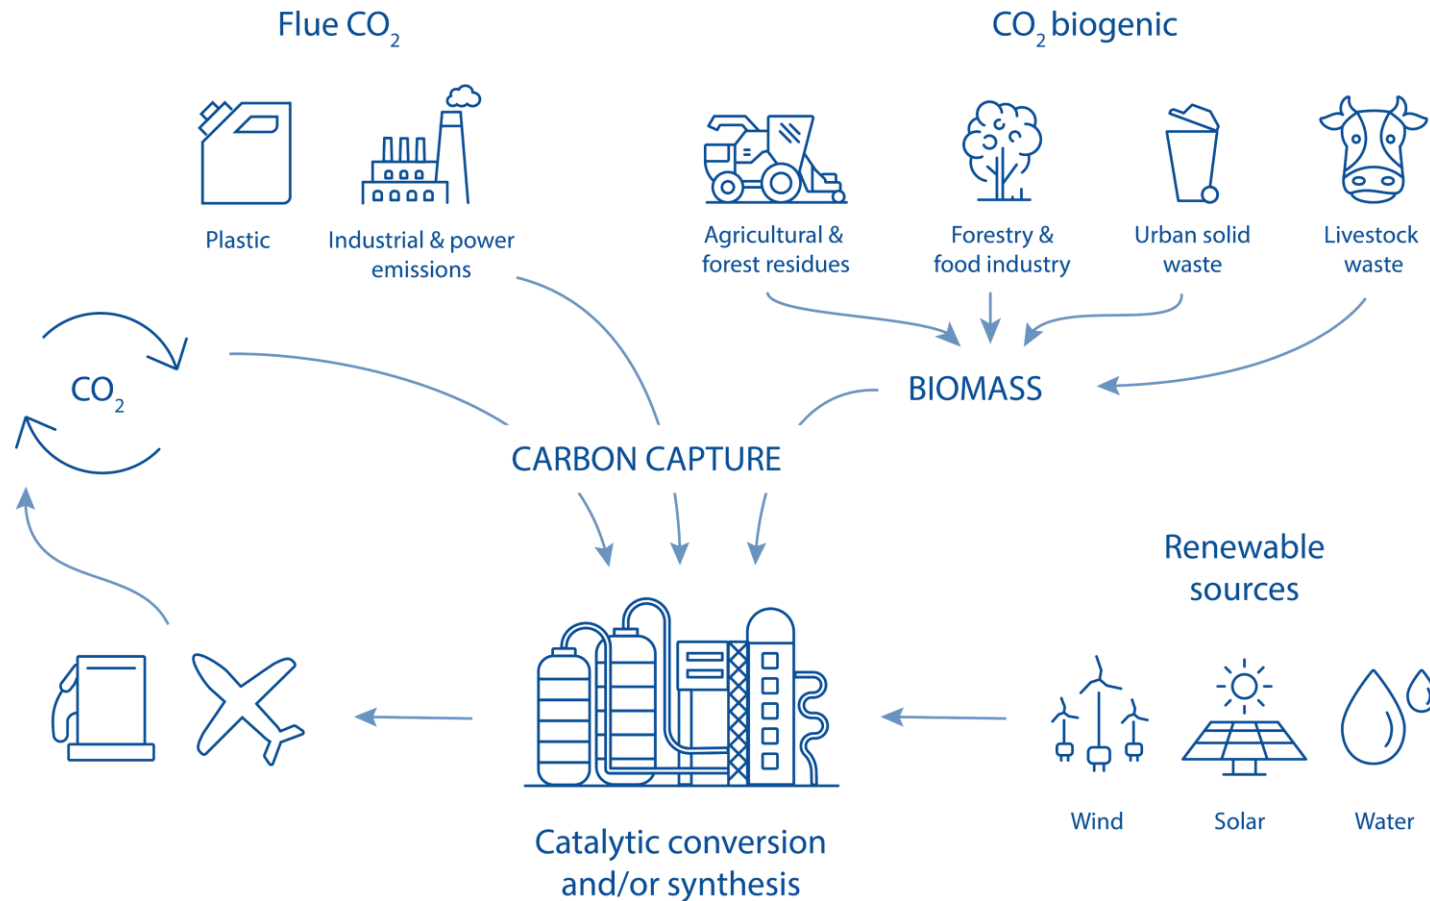 Flue CO₂
CO₂ biogenic
Plastic
Industrial & power
emissions
Agricultural &
forest residues
Forestry &
food industry
Urban solid
waste
Livestock
waste
CO₂
BIOMASS
CARBON CAPTURE
Renewable
sources
Wind
Solar
Water
Catalytic conversion
and/or synthesis